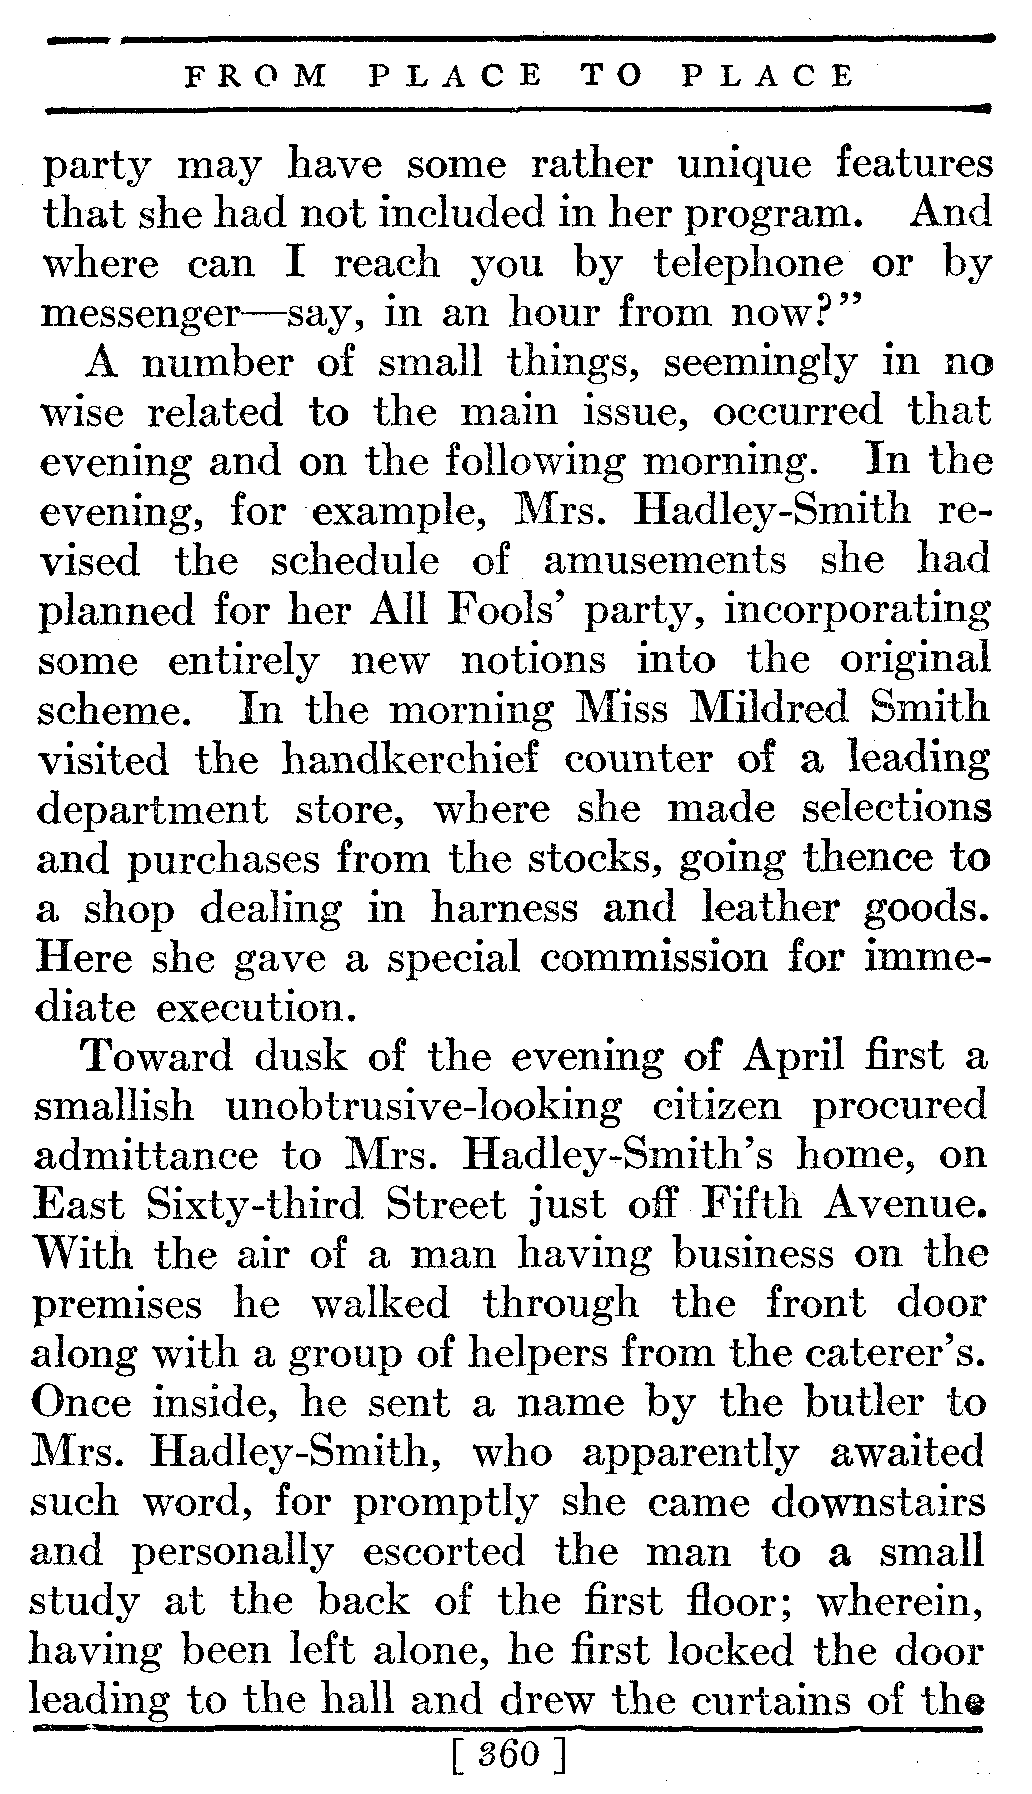 FROM PLACE TO PLACE
party may have some rather unique features
that she had not included in her program. And
where can I reach you by telephone or by
messenger—say, in an hour from now?”
A number of small things, seemingly in no
wise related to the main issue, occurred that
evening and on the following morning. In the
evening, for example, Mrs. Hadley-Smith re-
vised the schedule of amusements she had
planned for her All Fools’ party, incorporating
some entirely new notions into the original
scheme. In the morning Miss Mildred Smith
visited the handkerchief counter of a leading
department store, where she made selections
and purchases from the stocks, going thence to
a shop dealing in harness and leather goods.
Here she gave a special commission for imme-
diate execution.
Toward dusk of the evening of April first a
smallish unobtrusive-looking citizen procured
admittance to Mrs. Hadley-Smith’s home, on
East Sixty-third Street just off Fifth Avenue.
With the air of a man having business on the
premises he walked through the front door
along with a group of helpers from the caterer’s.
Once inside, he sent a name by the butler to
Mrs. Hadley-Smith, who apparently awaited
such word, for promptly she came downstairs
and personally escorted the man to a small
study at the back of the first floor; wherein,
having been left alone, he first locked the door
leading to the hall and drew the curtains of the
[ 360 ]